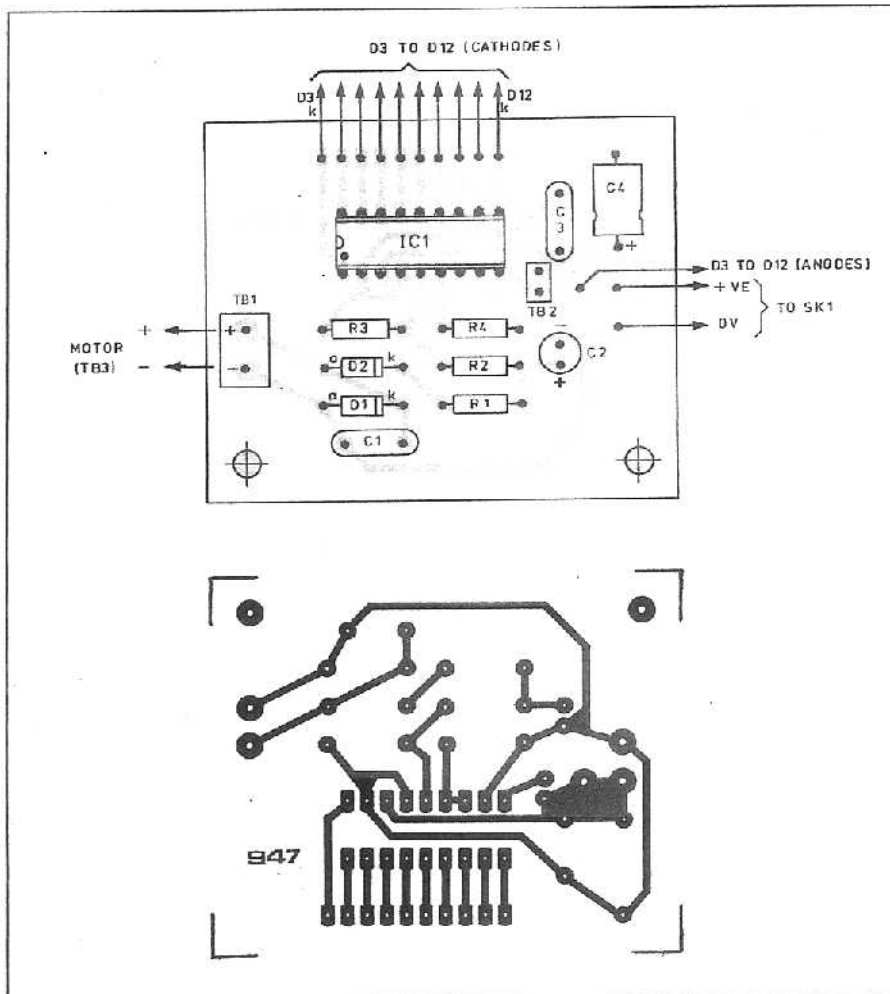 D3 TO D12 (CATHODES)
D3
k
D12
k
C4
+
C3
IC1
TB2
D3 TO D12 (ANODES)
+VE
TO SK1
0V
TB1
+
-
+
MOTOR
(TB3)
-
R3
R4
a
D2
k
R2
-
C2
+
a
D1
k
R1
C1
947